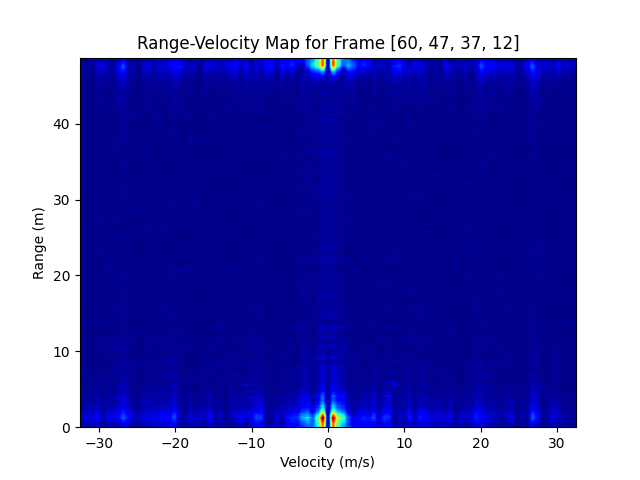 Range-Velocity Map for Frame [60, 47, 37, 12]
40
30
20
10
0
Range (m)
−30 −20 −10 0 10 20 30
Velocity (m/s)